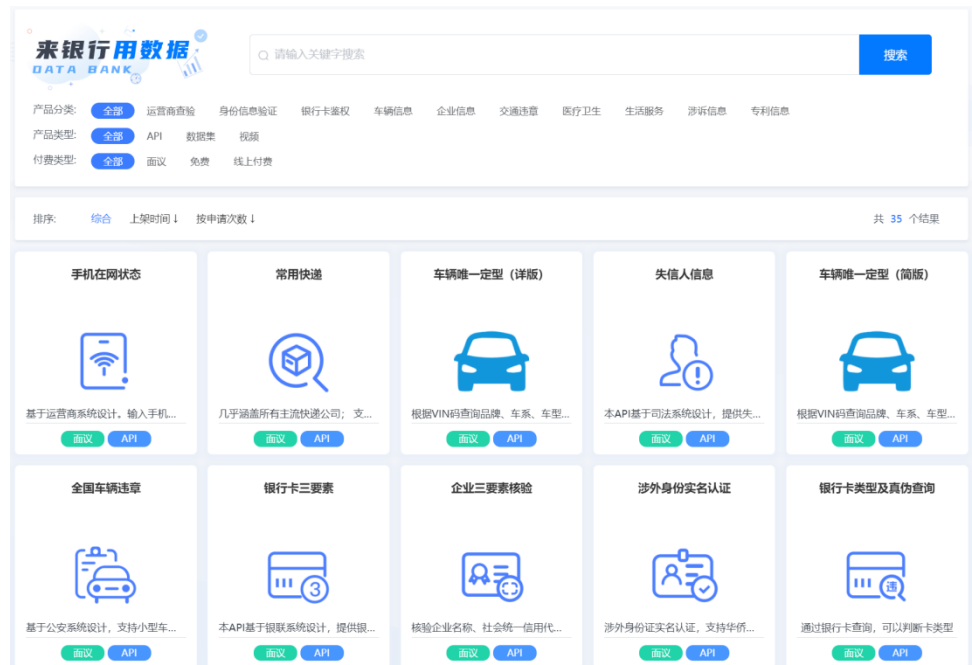 来银行用数据
DATA BANK
请输入关键字搜索
搜索
产品分类: 全部 运营商查验 身份信息验证 银行卡鉴权 车辆信息 企业信息 交通违章 医疗卫生 生活服务 涉诉信息 专利信息
产品类型: 全部 API 数据集 视频
付费类型: 全部 面议 免费 线上付费
排序: 综合 上架时间↓ 按申请次数↓ 共 35 个结果
手机在网状态 常用快递 车辆唯一定型（详版） 失信人信息 车辆唯一定型（简版）
基于运营商系统设计。输入手机... 几乎涵盖所有主流快递公司； 支... 根据VIN码查询品牌、车系、车型... 本API基于司法系统设计，提供失... 根据VIN码查询品牌、车系、车型...
面议 API 面议 API 面议 API 面议 API 面议 API
全国车辆违章 银行卡三要素 企业三要素核验 涉外身份实名认证 银行卡类型及真伪查询
3 违
基于公安系统设计，支持小型车... 本API基于银联系统设计，提供银... 核验企业名称、社会统一信用代... 涉外身份证实名认证，支持华侨... 通过银行卡查询，可以判断卡类型
面议 API 面议 API 面议 API 面议 API 面议 API